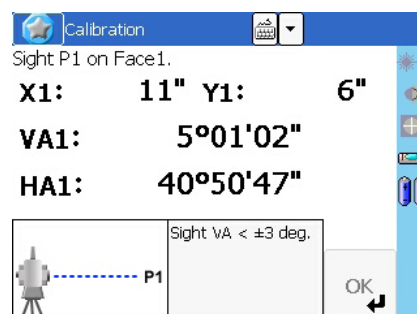 Calibration
Sight P1 on Face1.
X1: 11" Y1: 6"
VA1: 5°01'02"
HA1: 40°50'47"
Sight VA < ±3 deg.
P1
OK